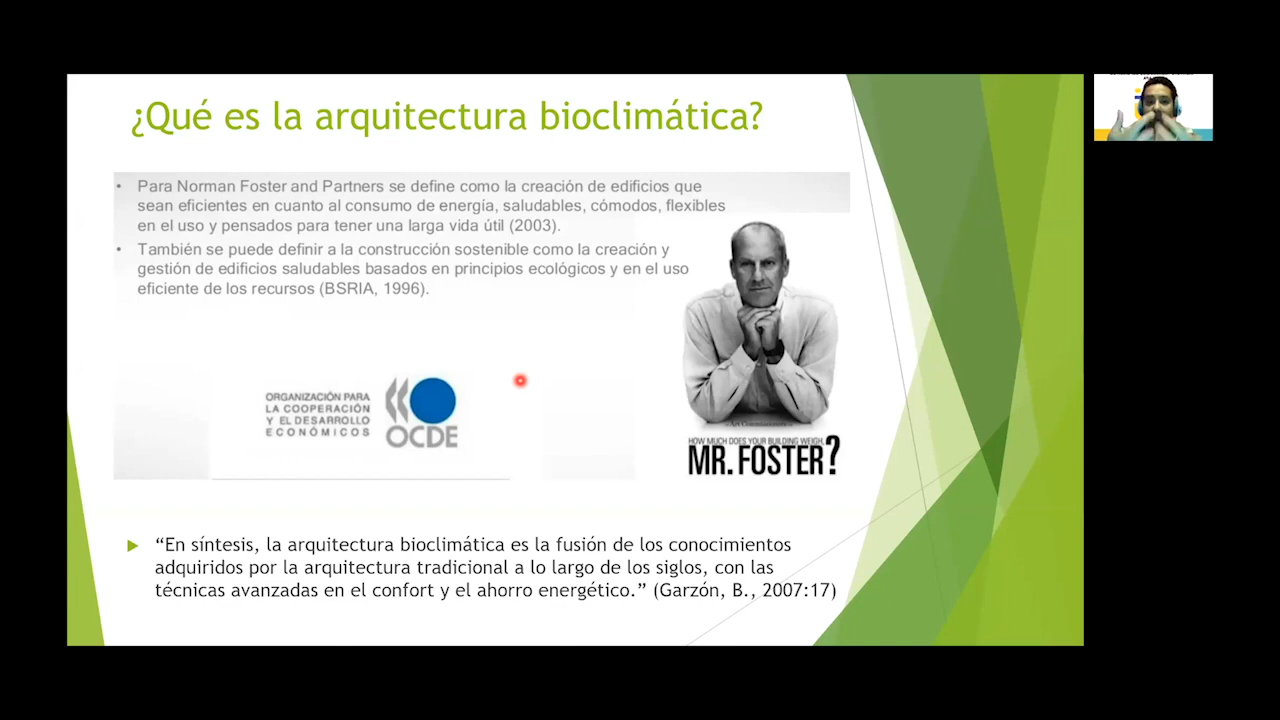 ¿Qué es la arquitectura bioclimática?
• Para Norman Foster and Partners se define como la creación de edificios que
sean eficientes en cuanto al consumo de energía, saludables, cómodos, flexibles
en el uso y pensados para tener una larga vida útil (2003).
• También se puede definir a la construcción sostenible como la creación y
gestión de edificios saludables basados en principios ecológicos y en el uso
eficiente de los recursos (BSRIA, 1996).
ORGANIZACIÓN PARA
LA COOPERACIÓN
Y EL DESARROLLO
ECONÓMICOS
OCDE
HOW MUCH DOES YOUR BUILDING WEIGH,
MR. FOSTER?
“En síntesis, la arquitectura bioclimática es la fusión de los conocimientos
adquiridos por la arquitectura tradicional a lo largo de los siglos, con las
técnicas avanzadas en el confort y el ahorro energético.” (Garzón, B., 2007:17)